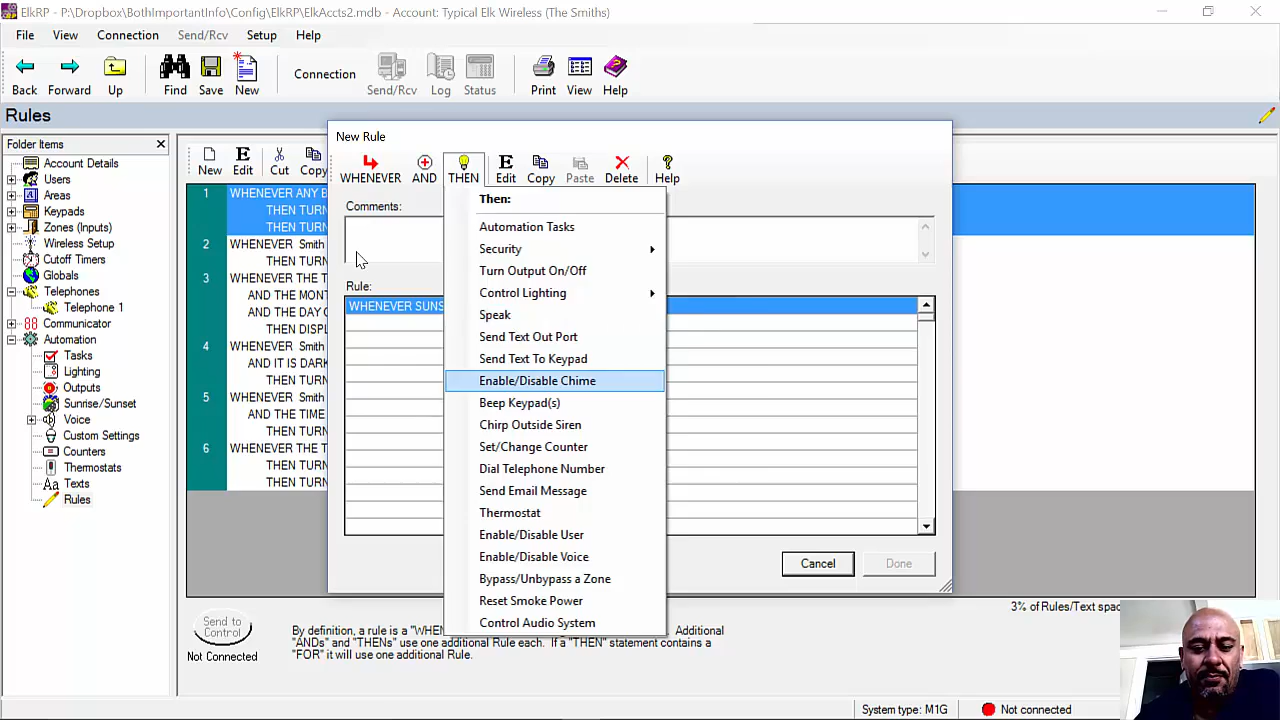 ElkRP - P:\Dropbox\BothImportantInfo\Config\ElkRP\ElkAccts2.mdb - Account: Typical Elk Wireless (The Smiths)
File View Connection Send/Rcv Setup Help
Back Forward Up Find Save New Connection Send/Rcv Log Status Print View Help
Rules
Folder Items
Account Details
Users
Areas
Keypads
Zones (Inputs)
Wireless Setup
Cutoff Timers
Globals
Telephones
Telephone 1
Communicator
Automation
Tasks
Lighting
Outputs
Sunrise/Sunset
Voice
Custom Settings
Counters
Thermostats
Texts
Rules
New Edit Cut Copy
1 WHENEVER ANY B
THEN TURN
THEN TURN
2 WHENEVER Smith
THEN TURN
3 WHENEVER THE T
AND THE MONT
AND THE DAY O
THEN DISPL
4 WHENEVER Smith
AND IT IS DARK
THEN TURN
5 WHENEVER Smith
AND THE TIME
THEN TURN
6 WHENEVER THE T
THEN TURN
THEN TURN
New Rule
WHENEVER AND THEN Edit Copy Paste Delete Help
Comments:
Rule:
WHENEVER SUNS
Then:
Automation Tasks
Security
Turn Output On/Off
Control Lighting
Speak
Send Text Out Port
Send Text To Keypad
Enable/Disable Chime
Beep Keypad(s)
Chirp Outside Siren
Set/Change Counter
Dial Telephone Number
Send Email Message
Thermostat
Enable/Disable User
Enable/Disable Voice
Bypass/Unbypass a Zone
Reset Smoke Power
Control Audio System
Cancel Done
3% of Rules/Text spac
Send to
Control
Not Connected
By definition, a rule is a "WHEN Additional
"ANDs" and "THENs" use one additional Rule each. If a "THEN" statement contains a
"FOR" it will use one additional Rule.
System type: M1G Not connected